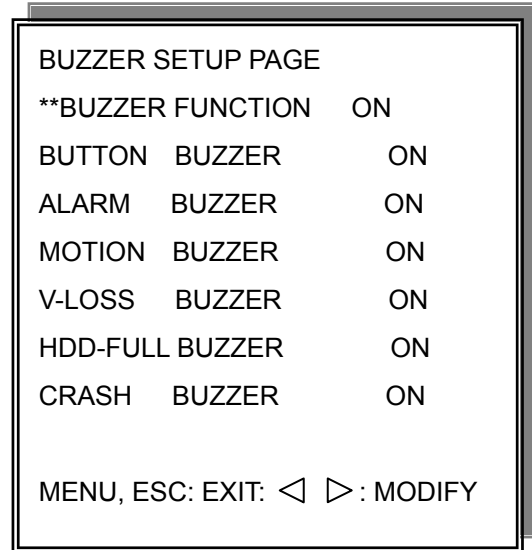 BUZZER SETUP PAGE
**BUZZER FUNCTION ON
BUTTON BUZZER ON
ALARM BUZZER ON
MOTION BUZZER ON
V-LOSS BUZZER ON
HDD-FULL BUZZER ON
CRASH BUZZER ON
MENU, ESC: EXIT: ◁ ▷ : MODIFY